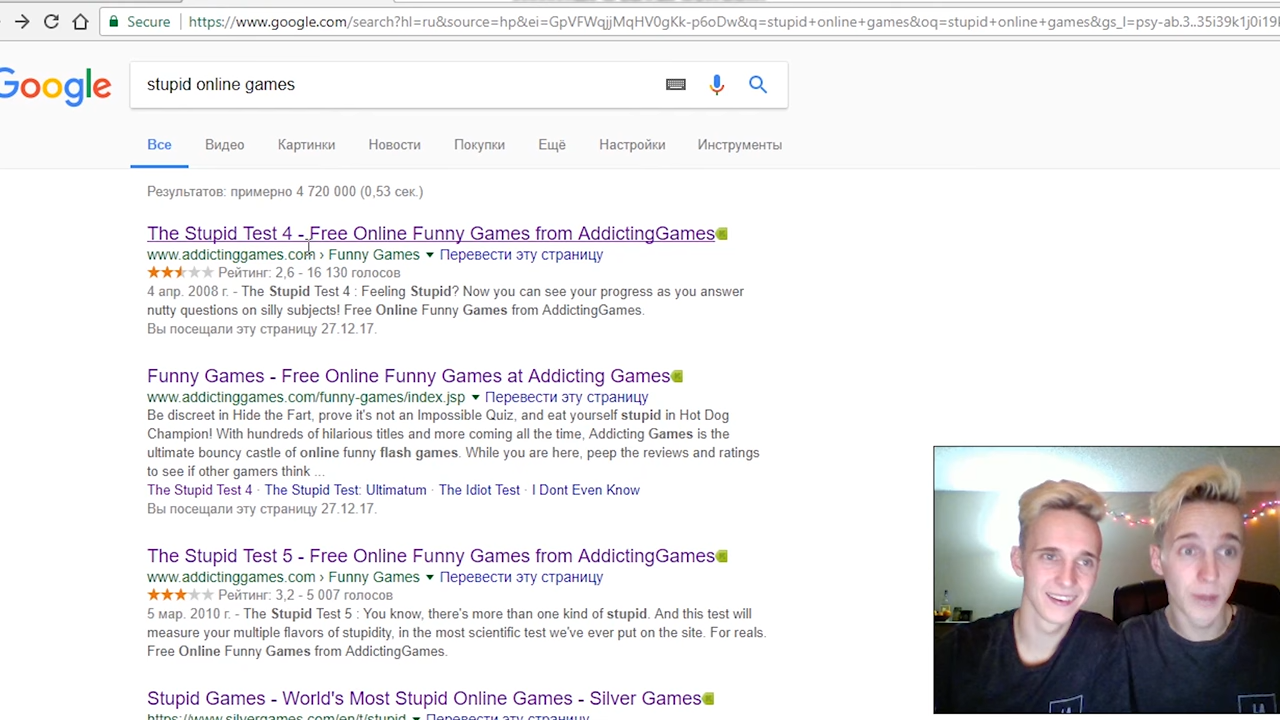 Secure https://www.google.com/search?hl=ru&source=hp&ei=GpVFWqjjMqHV0gKk-p6oDw&q=stupid+online+games&oq=stupid+online+games&gs_l=psy-ab.3..35i39k1j0i19k
Google
stupid online games
Все Видео Картинки Новости Покупки Ещё Настройки Инструменты
Результатов: примерно 4 720 000 (0,53 сек.)
The Stupid Test 4 - Free Online Funny Games from AddictingGames
www.addictinggames.com › Funny Games ▼ Перевести эту страницу
Рейтинг: 2,6 - 16 130 голосов
4 апр. 2008 г. - The Stupid Test 4 : Feeling Stupid? Now you can see your progress as you answer
nutty questions on silly subjects! Free Online Funny Games from AddictingGames.
Вы посещали эту страницу 27.12.17.
Funny Games - Free Online Funny Games at Addicting Games
www.addictinggames.com/funny-games/index.jsp ▼ Перевести эту страницу
Be discreet in Hide the Fart, prove it's not an Impossible Quiz, and eat yourself stupid in Hot Dog
Champion! With hundreds of hilarious titles and more coming all the time, Addicting Games is the
ultimate bouncy castle of online funny flash games. While you are here, peep the reviews and ratings
to see if other gamers think ...
The Stupid Test 4 · The Stupid Test: Ultimatum · The Idiot Test · I Dont Even Know
Вы посещали эту страницу 27.12.17.
The Stupid Test 5 - Free Online Funny Games from AddictingGames
www.addictinggames.com › Funny Games ▼ Перевести эту страницу
Рейтинг: 3,2 - 5 007 голосов
5 мар. 2010 г. - The Stupid Test 5 : You know, there's more than one kind of stupid. And this test will
measure your multiple flavors of stupidity, in the most scientific test we've ever put on the site. For reals.
Free Online Funny Games from AddictingGames.
Stupid Games - World's Most Stupid Online Games - Silver Games
https://www.silvergames.com/en/t/stupid ▼ Перевести эту страницу